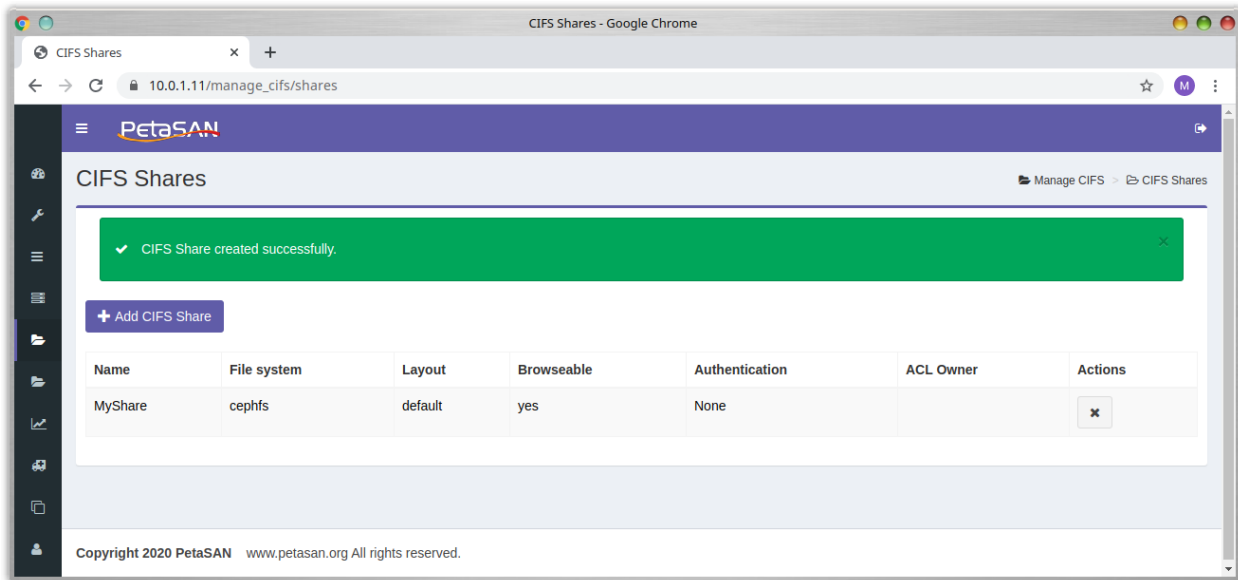 CIFS Shares - Google Chrome
CIFS Shares
10.0.1.11/manage_cifs/shares
M
PetaSAN
CIFS Shares
Manage CIFS > CIFS Shares
CIFS Share created successfully.
Add CIFS Share
Name File system Layout Browseable Authentication ACL Owner Actions
MyShare cephfs default yes None
Copyright 2020 PetaSAN www.petasan.org All rights reserved.